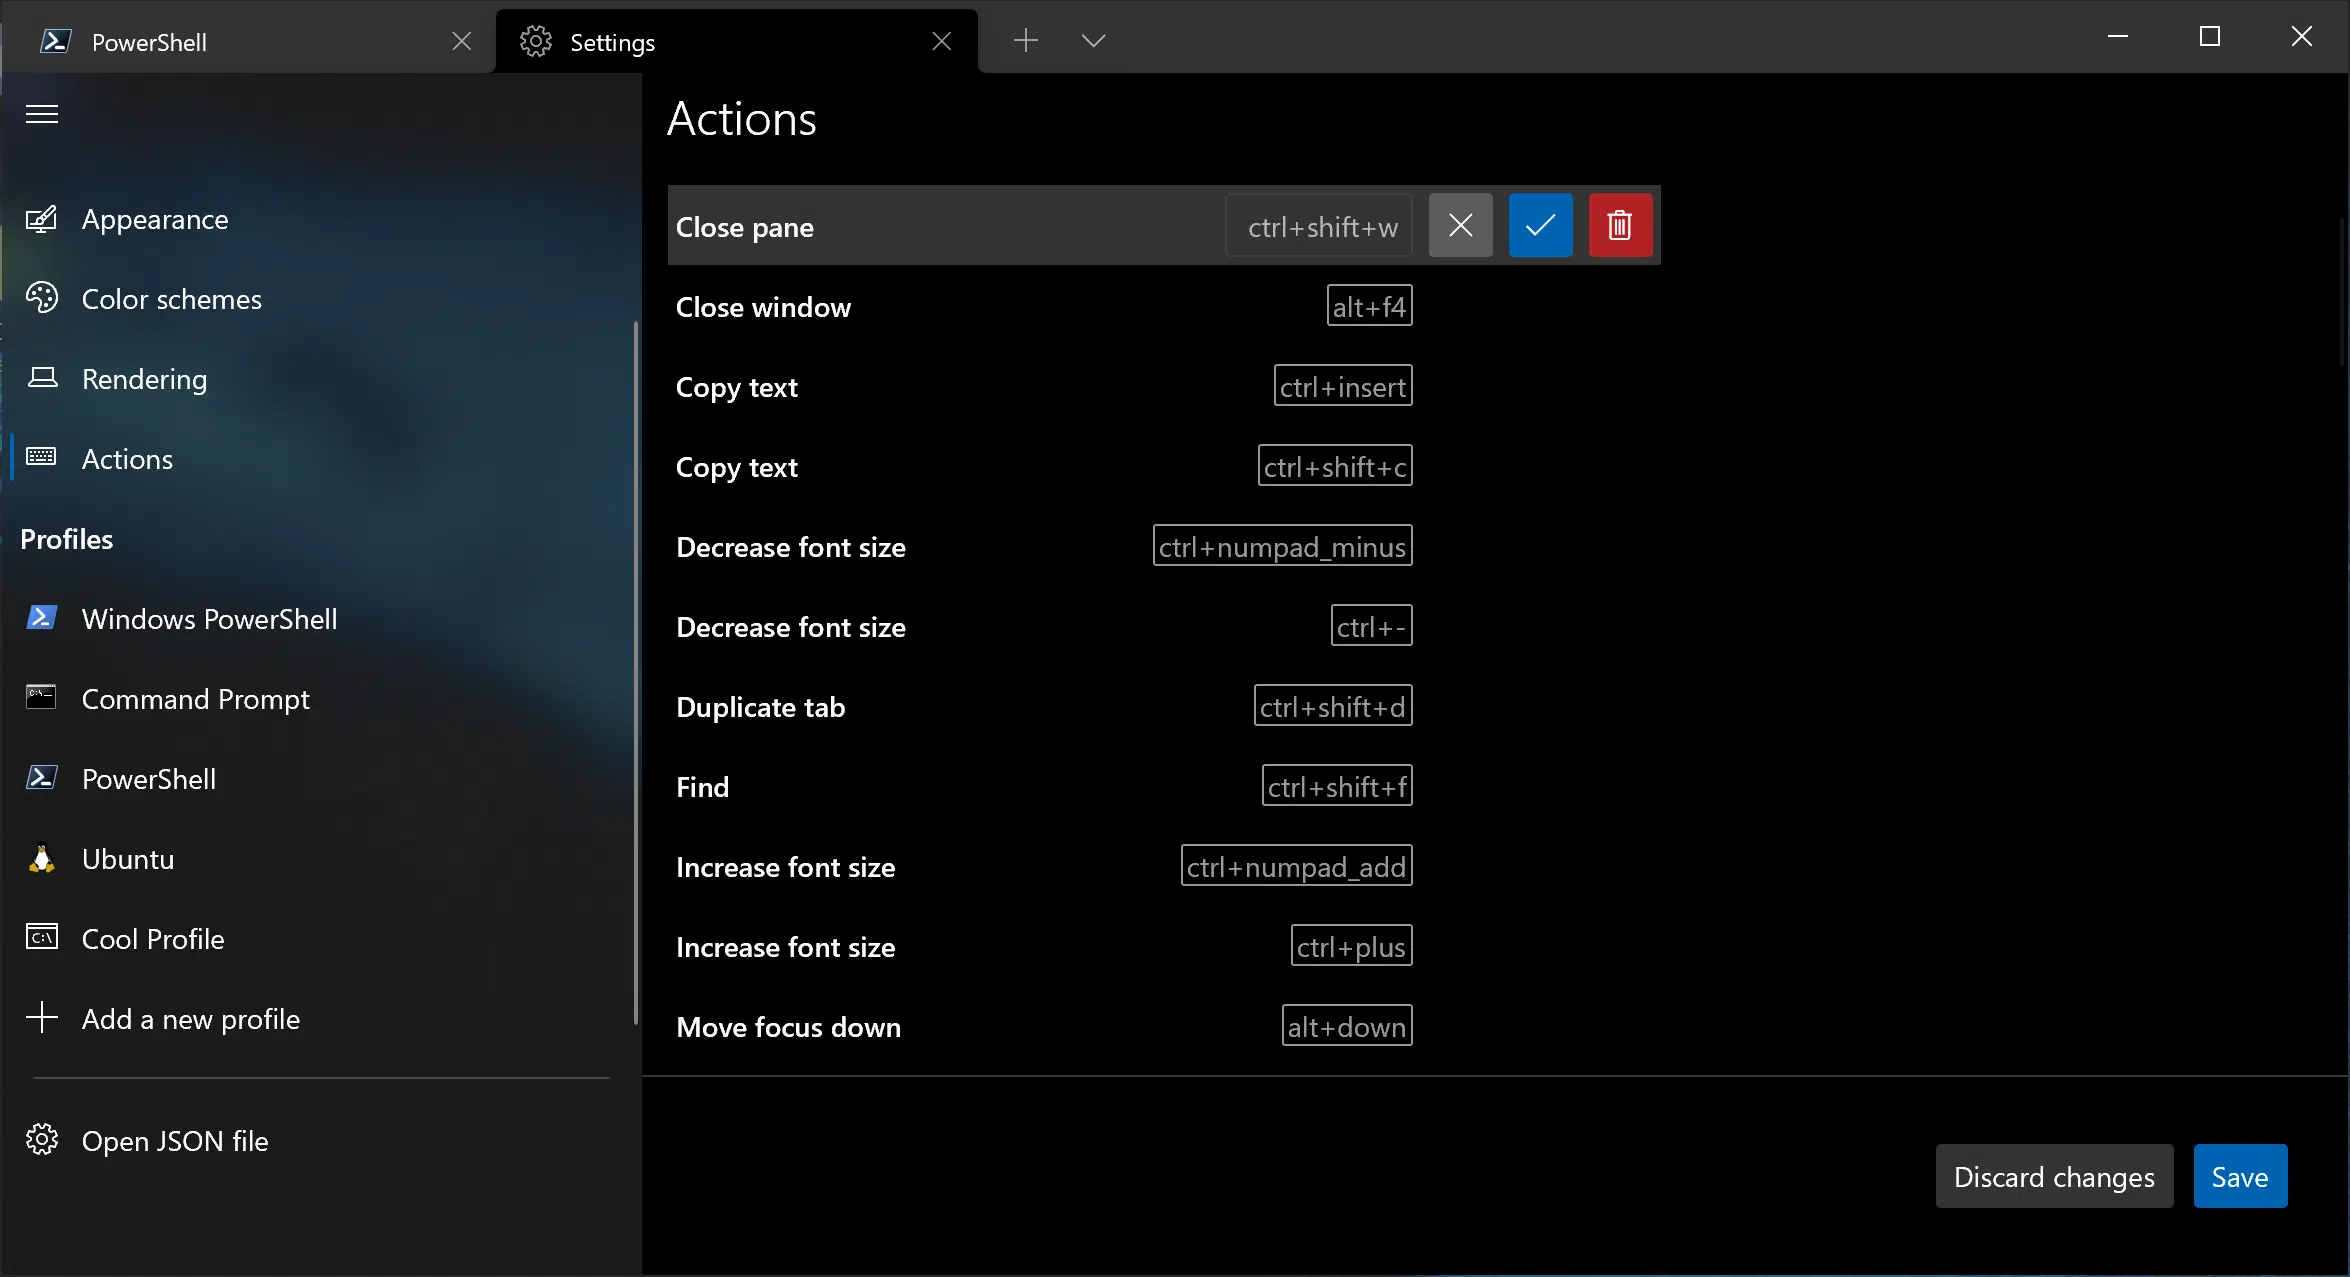 PowerShell
Settings
Appearance
Color schemes
Rendering
Actions
Profiles
Windows PowerShell
Command Prompt
PowerShell
Ubuntu
C:\
Cool Profile
Add a new profile
Open JSON file
Actions
Close pane ctrl+shift+w
Close window alt+f4
Copy text ctrl+insert
Copy text ctrl+shift+c
Decrease font size ctrl+numpad_minus
Decrease font size ctrl+-
Duplicate tab ctrl+shift+d
Find ctrl+shift+f
Increase font size ctrl+numpad_add
Increase font size ctrl+plus
Move focus down alt+down
Discard changes Save